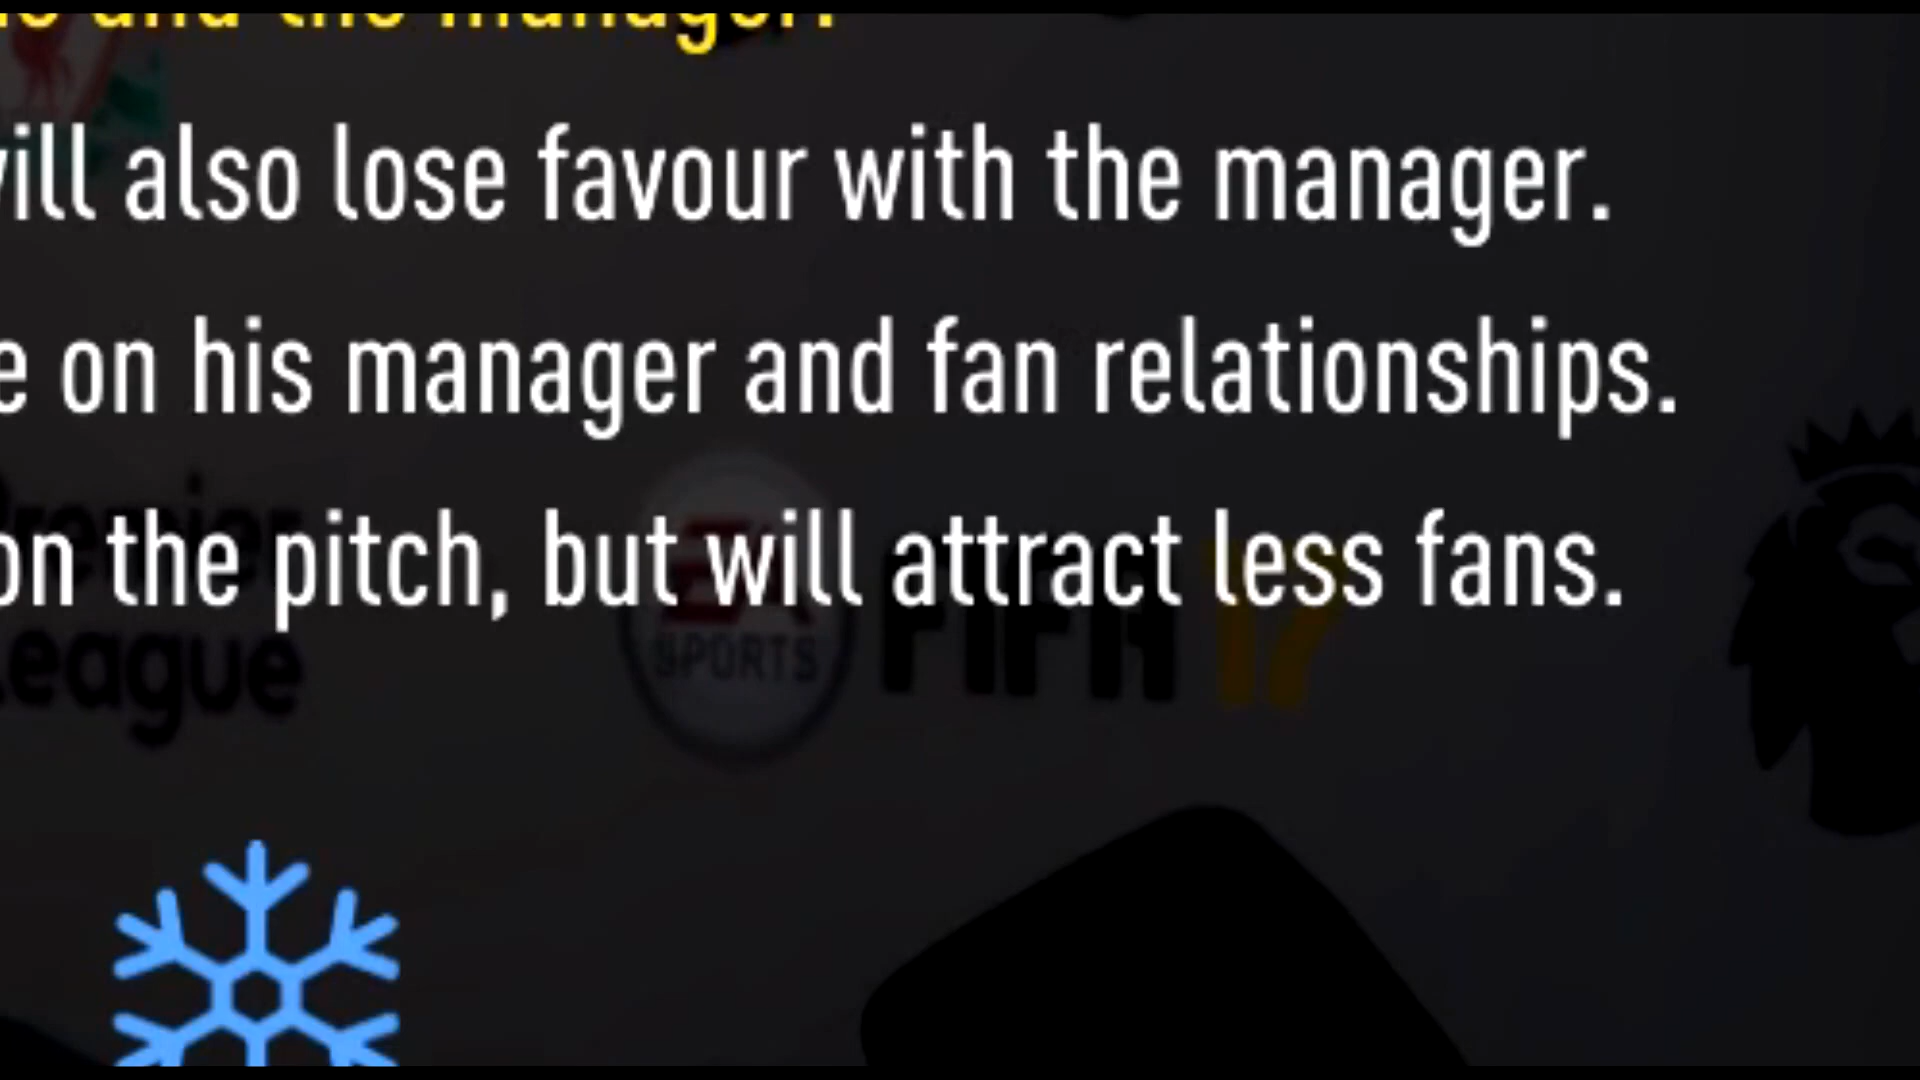 and the manager.
ill also lose favour with the manager.
e on his manager and fan relationships.
on the pitch, but will attract less fans.
Premier
League
EA
SPORTS
FIFA 17